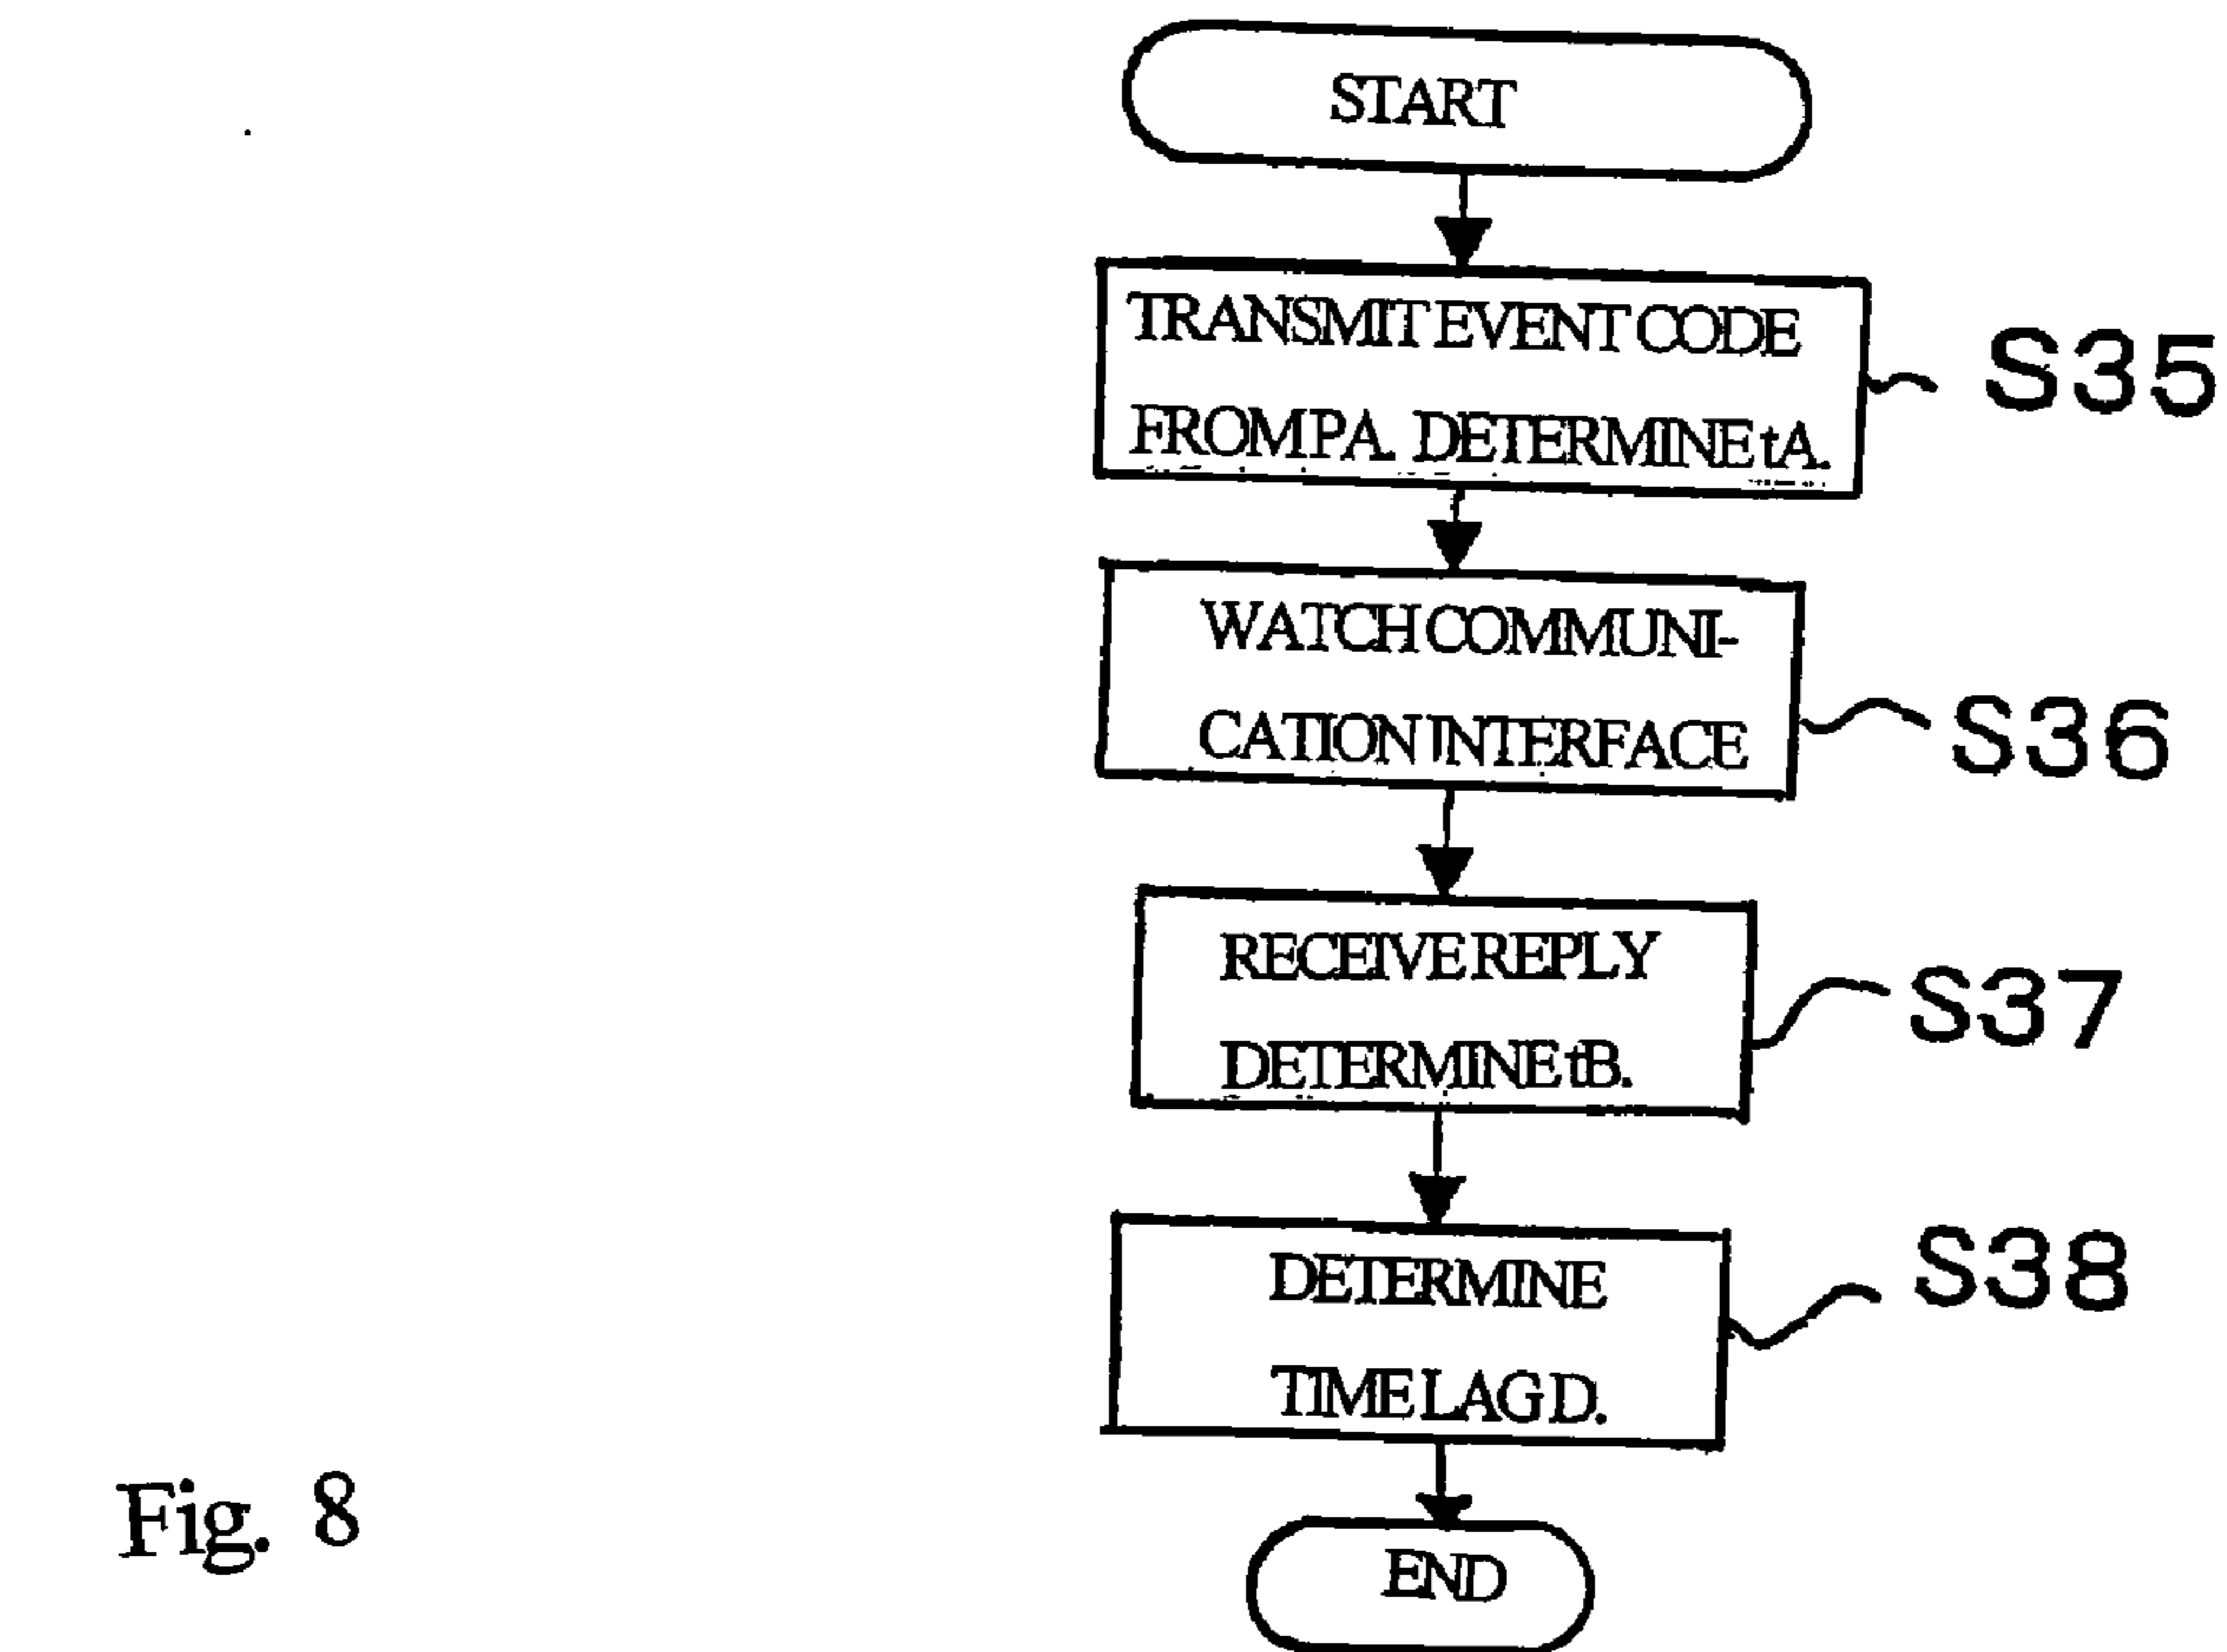 START
TRANSMIT EVENT CODE
FROM PA. DETERMINE tA.
S35
WATCH COMMUNI-
CATION INTERFACE
S36
RECEIVE REPLY
DETERMINE tB.
S37
DETERMINE
TIME LAG D.
S38
END
Fig. 8